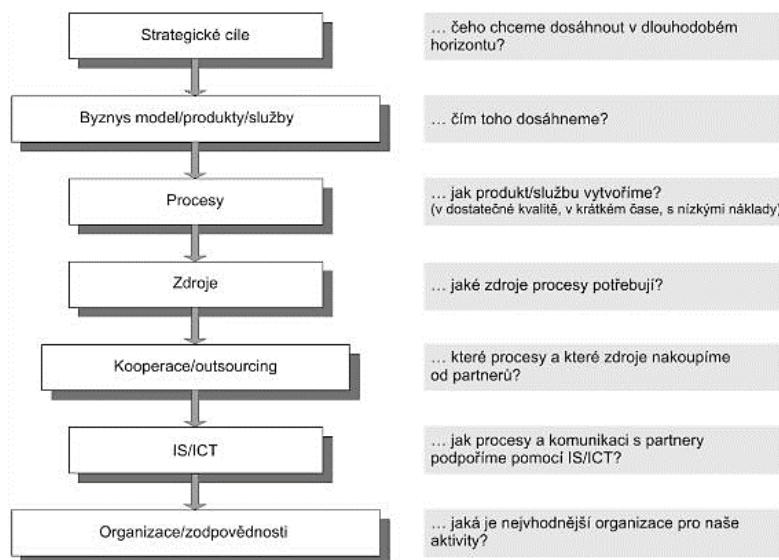 Strategické cíle
… čeho chceme dosáhnout v dlouhodobém
horizontu?
Byznys model/produkty/služby
… čím toho dosáhneme?
Procesy
… jak produkt/službu vytvoříme?
(v dostatečné kvalitě, v krátkém čase, s nízkými náklady)
Zdroje
… jaké zdroje procesy potřebují?
Kooperace/outsourcing
… které procesy a které zdroje nakoupíme
od partnerů?
IS/ICT
… jak procesy a komunikaci s partnery
podpoříme pomocí IS/ICT?
Organizace/zodpovědnosti
… jaká je nejvhodnější organizace pro naše
aktivity?